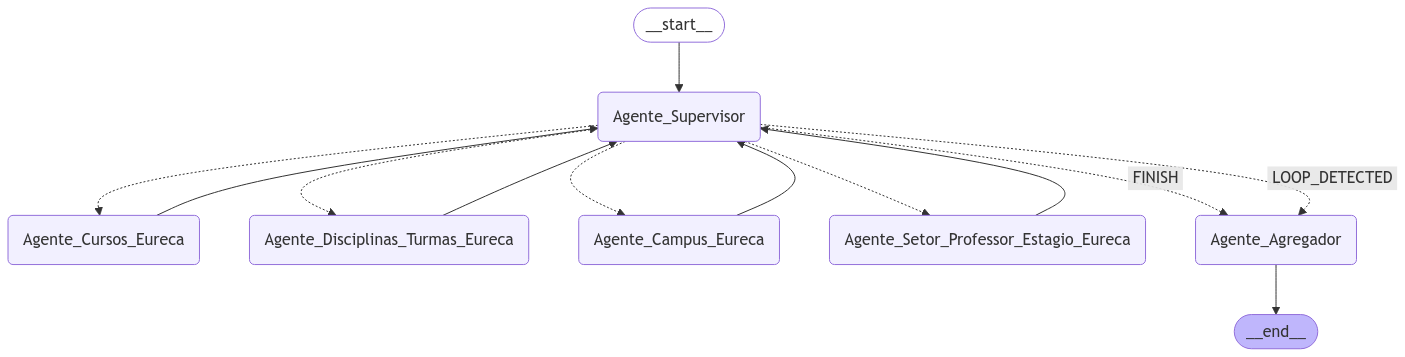 __start__
Agente_Supervisor
FINISH
LOOP_DETECTED
Agente_Cursos_Eureca
Agente_Disciplinas_Turmas_Eureca
Agente_Campus_Eureca
Agente_Setor_Professor_Estagio_Eureca
Agente_Agregador
__end__